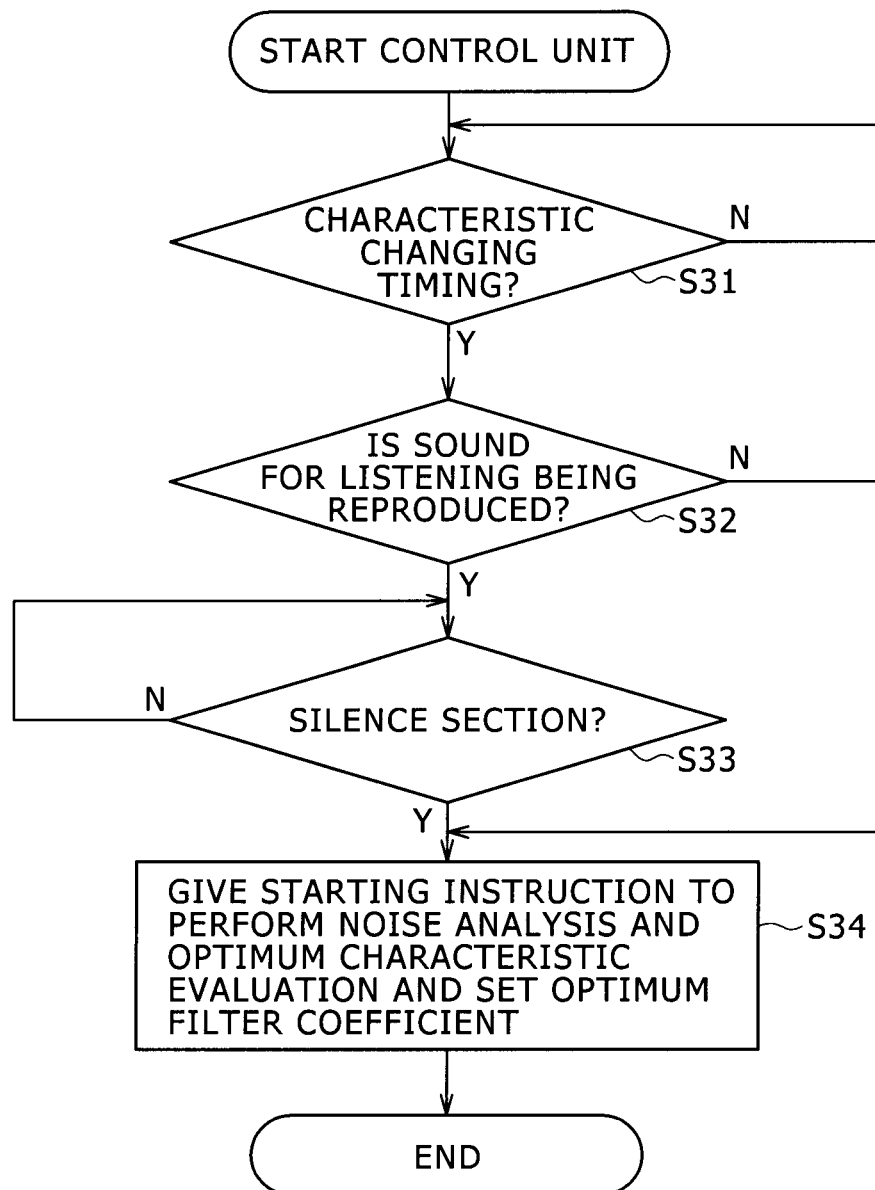 START CONTROL UNIT
CHARACTERISTIC
CHANGING
TIMING?
N
S31
Y
IS SOUND
FOR LISTENING BEING
REPRODUCED?
N
S32
Y
SILENCE SECTION?
N
S33
Y
GIVE STARTING INSTRUCTION TO
PERFORM NOISE ANALYSIS AND
OPTIMUM CHARACTERISTIC
EVALUATION AND SET OPTIMUM
FILTER COEFFICIENT
S34
END